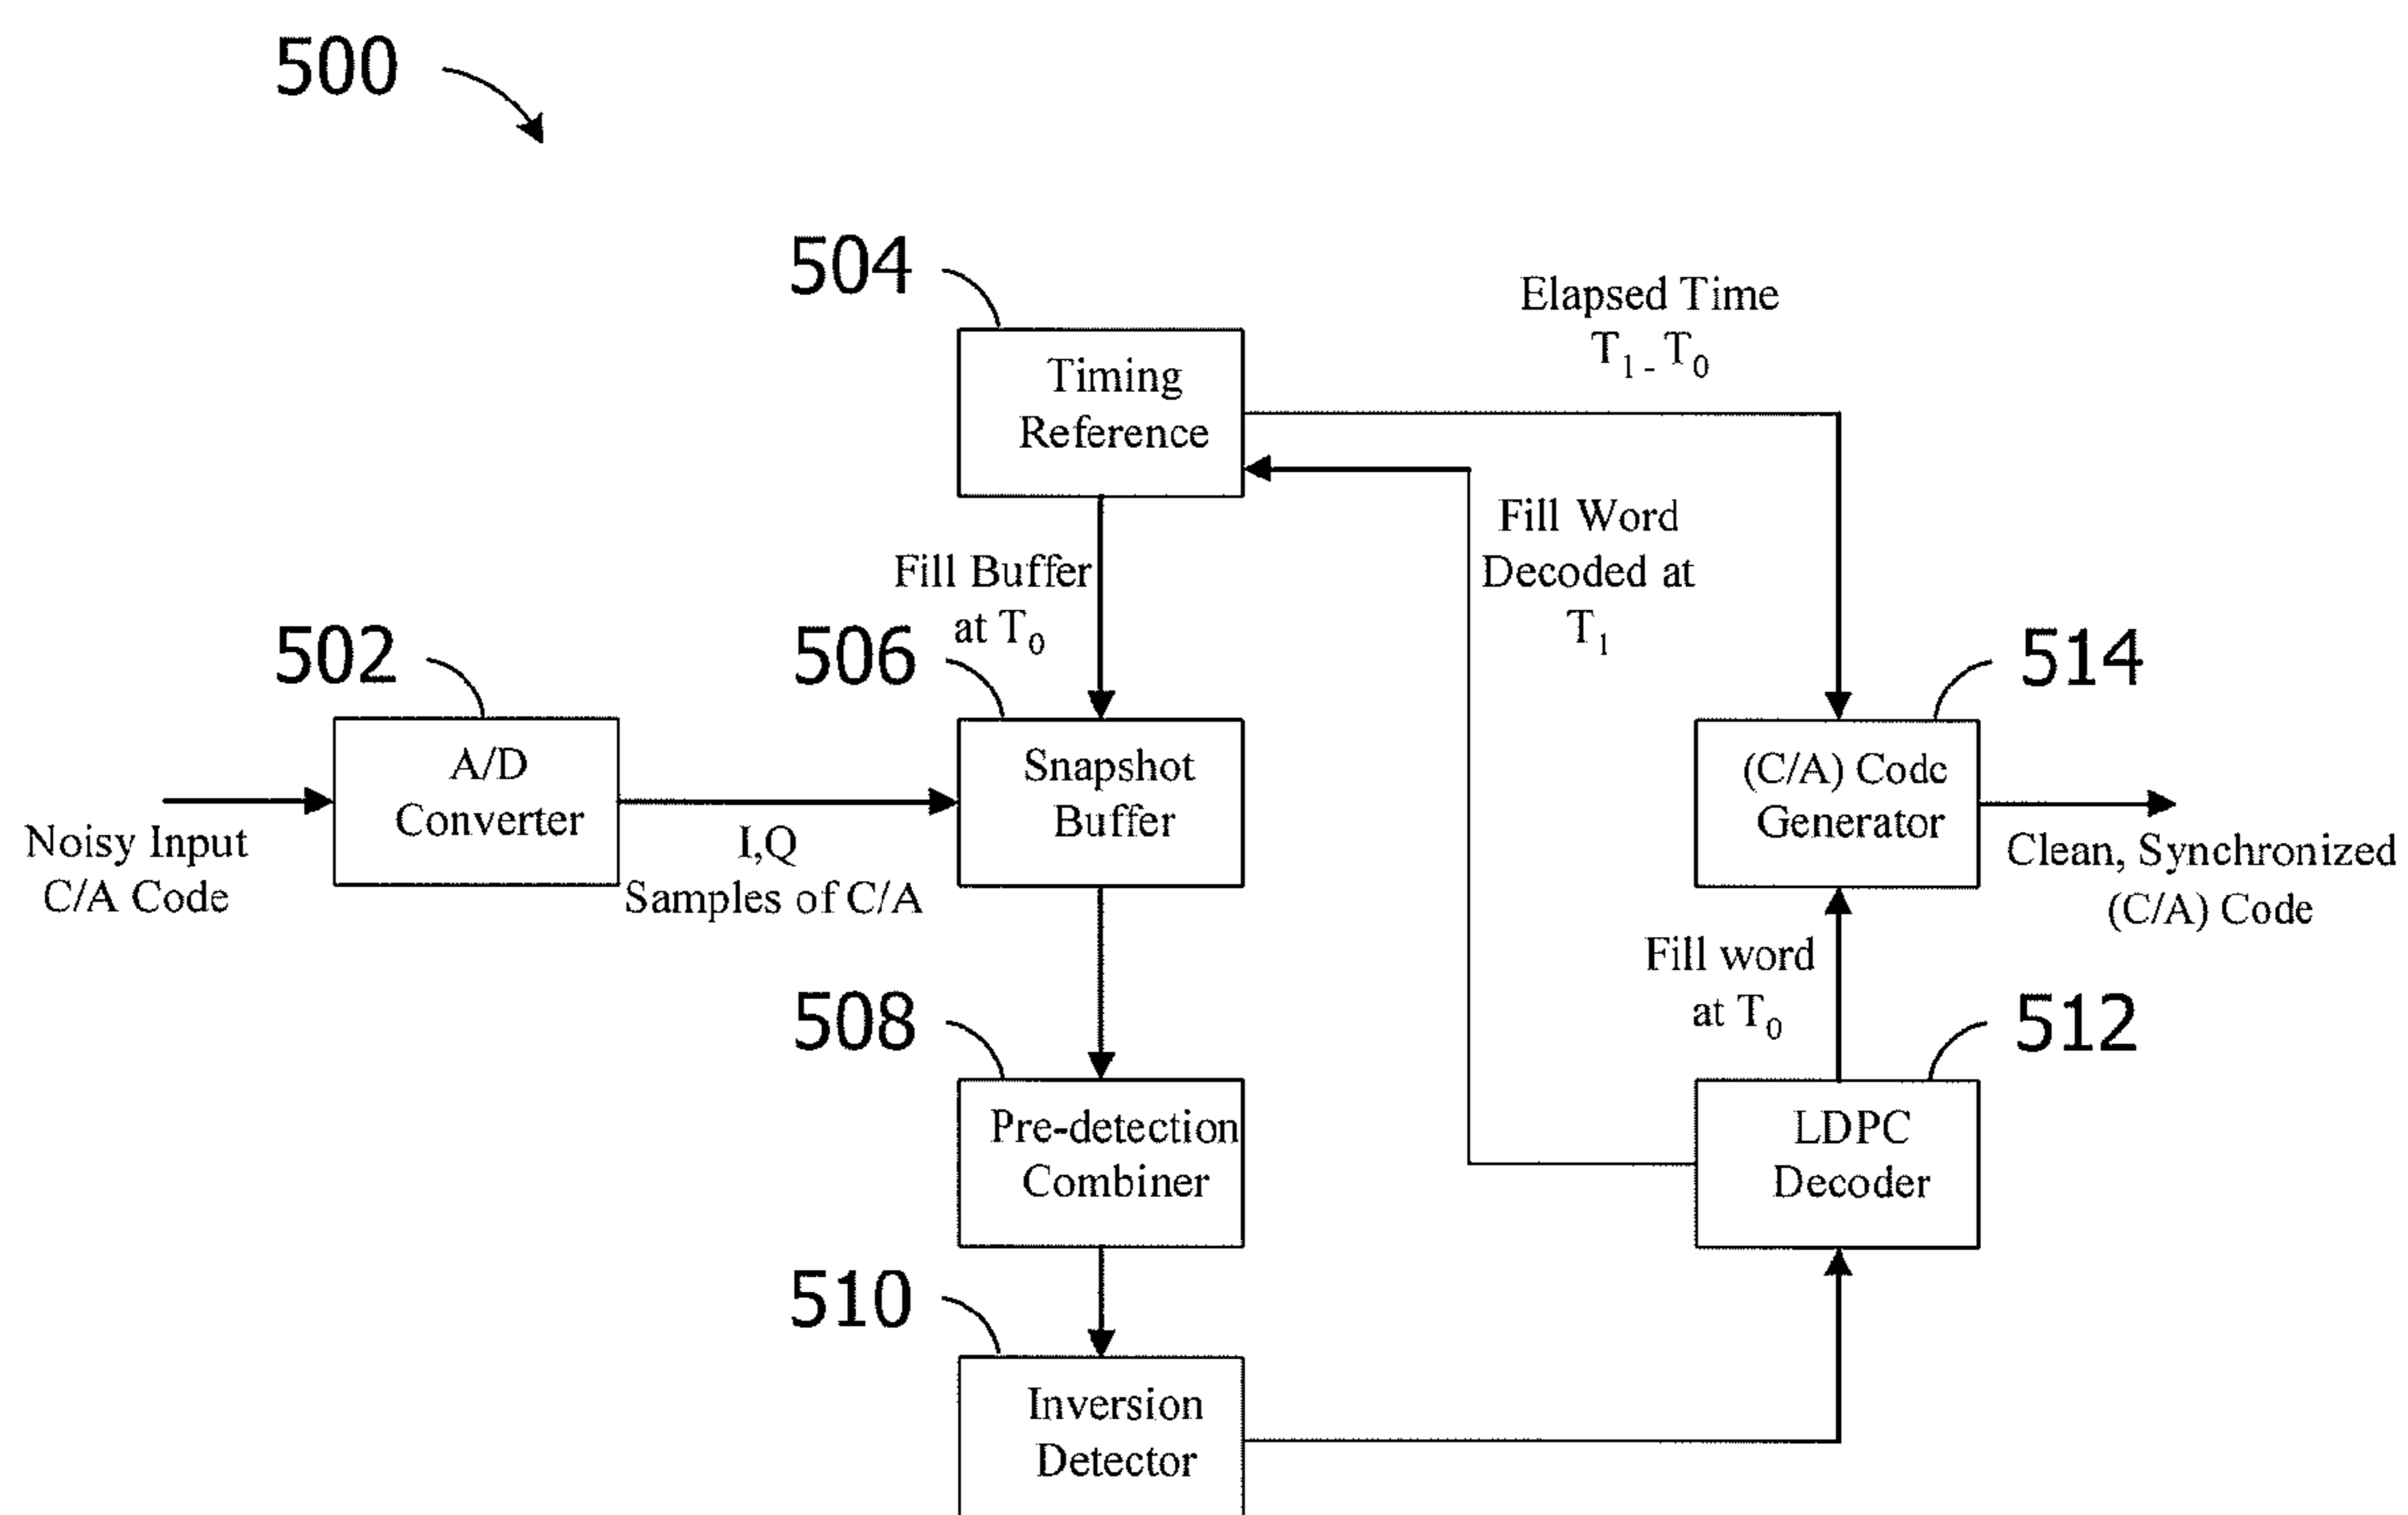 500
504
Elapsed Time
T1 - T0
Timing
Reference
Fill Buffer
at T0
Fill Word
Decoded at
T1
502
506
514
A/D
Converter
Snapshot
Buffer
(C/A) Code
Generator
Noisy Input
C/A Code
I,Q
Samples of C/A
Clean, Synchronized
(C/A) Code
Fill word
at T0
508
512
Pre-detection
Combiner
LDPC
Decoder
510
Inversion
Detector